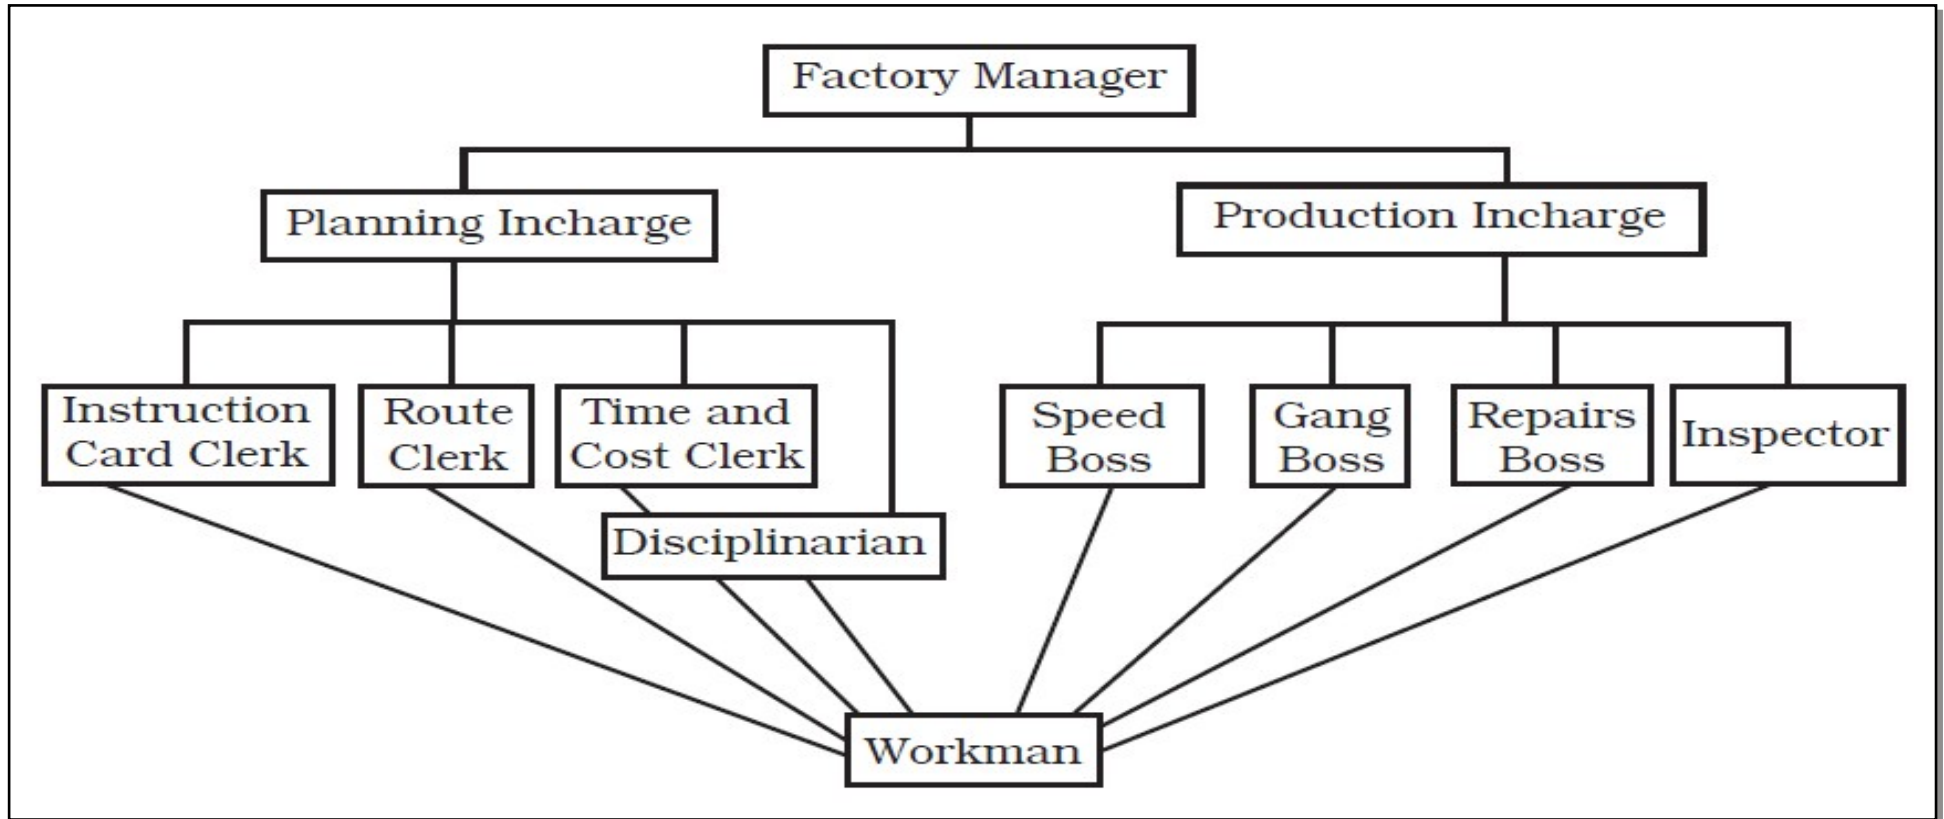 Factory Manager
Planning Incharge
Production Incharge
Instruction
Card Clerk
Route
Clerk
Time and
Cost Clerk
Disciplinarian
Speed
Boss
Gang
Boss
Repairs
Boss
Inspector
Workman